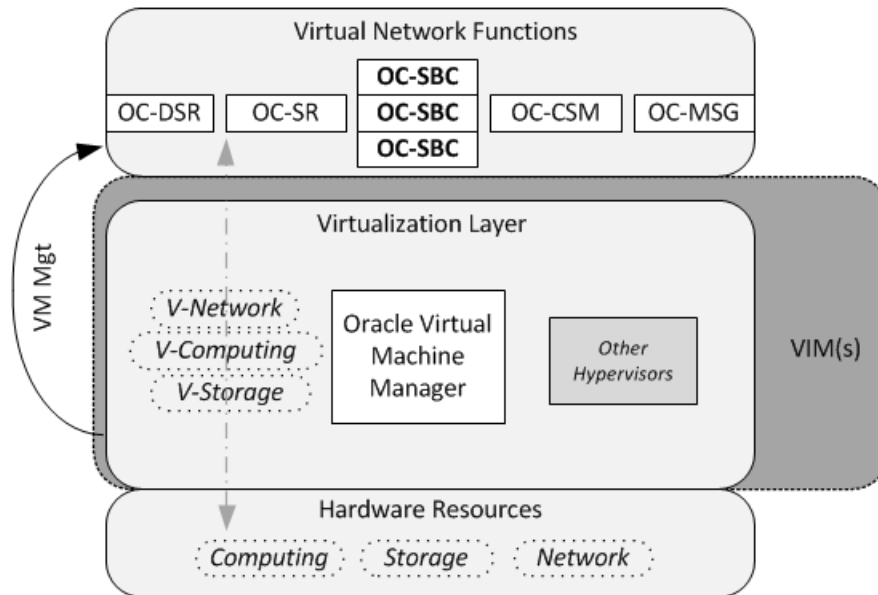 Virtual Network Functions
OC-DSR
OC-SR
OC-SBC
OC-SBC
OC-SBC
OC-CSM
OC-MSG
VM Mgt
Virtualization Layer
V-Network
V-Computing
V-Storage
Oracle Virtual
Machine
Manager
Other
Hypervisors
VIM(s)
Hardware Resources
Computing
Storage
Network